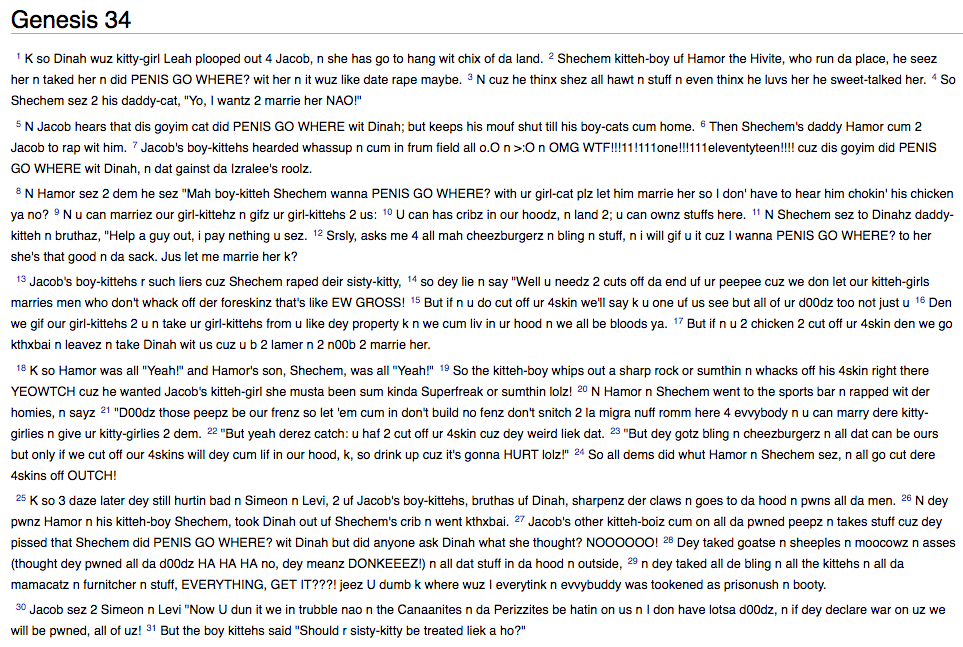 Genesis 34
1 K so Dinah wuz kitty-girl Leah plooped out 4 Jacob, n she has go to hang wit chix of da land. 2 Shechem kitteh-boy uf Hamor the Hivite, who run da place, he seez
her n taked her n did PENIS GO WHERE? wit her n it wuz like date rape maybe. 3 N cuz he thinx shez all hawt n stuff n even thinx he luvs her he sweet-talked her. 4 So
Shechem sez 2 his daddy-cat, "Yo, I wantz 2 marrie her NAO!"
5 N Jacob hears that dis goyim cat did PENIS GO WHERE wit Dinah; but keeps his mouf shut till his boy-cats cum home. 6 Then Shechem's daddy Hamor cum 2
Jacob to rap wit him. 7 Jacob's boy-kittehs hearded whassup n cum in frum field all o.O n >:O n OMG WTF!!!11!111one!!!111eleventyteen!!!! cuz dis goyim did PENIS
GO WHERE wit Dinah, n dat gainst da Izralee's roolz.
8 N Hamor sez 2 dem he sez "Mah boy-kitteh Shechem wanna PENIS GO WHERE? with ur girl-cat plz let him marrie her so I don' have to hear him chokin' his chicken
ya no? 9 N u can marriez our girl-kittehz n gifz ur girl-kittehs 2 us: 10 U can has cribz in our hoodz, n land 2; u can ownz stuffs here. 11 N Shechem sez to Dinahz daddy-
kitteh n bruthaz, "Help a guy out, i pay nething u sez. 12 Srsly, asks me 4 all mah cheezburgerz n bling n stuff, n i will gif u it cuz I wanna PENIS GO WHERE? to her
she's that good n da sack. Jus let me marrie her k?
13 Jacob's boy-kittehs r such liers cuz Shechem raped deir sisty-kitty, 14 so dey lie n say "Well u needz 2 cuts off da end uf ur peepee cuz we don let our kitteh-girls
marries men who don't whack off der foreskinz that's like EW GROSS! 15 But if n u do cut off ur 4skin we'll say k u one uf us see but all of ur d00dz too not just u 16 Den
we gif our girl-kittehs 2 u n take ur girl-kittehs from u like dey property k n we cum liv in ur hood n we all be bloods ya. 17 But if n u 2 chicken 2 cut off ur 4skin den we go
kthxbai n leavez n take Dinah wit us cuz u b 2 lamer n 2 n00b 2 marrie her.
18 K so Hamor was all "Yeah!" and Hamor's son, Shechem, was all "Yeah!" 19 So the kitteh-boy whips out a sharp rock or sumthin n whacks off his 4skin right there
YEOWTCH cuz he wanted Jacob's kitteh-girl she musta been sum kinda Superfreak or sumthin lolz! 20 N Hamor n Shechem went to the sports bar n rapped wit der
homies, n sayz 21 "D00dz those peepz be our frenz so let 'em cum in don't build no fenz don't snitch 2 la migra nuff romm here 4 evvybody n u can marry dere kitty-
girlies n give ur kitty-girlies 2 dem. 22 "But yeah derez catch: u haf 2 cut off ur 4skin cuz dey weird liek dat. 23 "But dey gotz bling n cheezburgerz n all dat can be ours
but only if we cut off our 4skins will dey cum lif in our hood, k, so drink up cuz it's gonna HURT lolz!" 24 So all dems did whut Hamor n Shechem sez, n all go cut dere
4skins off OUTCH!
25 K so 3 daze later dey still hurtin bad n Simeon n Levi, 2 uf Jacob's boy-kittehs, bruthas uf Dinah, sharpenz der claws n goes to da hood n pwns all da men. 26 N dey
pwnz Hamor n his kitteh-boy Shechem, took Dinah out uf Shechem's crib n went kthxbai. 27 Jacob's other kitteh-boiz cum on all da pwned peepz n takes stuff cuz dey
pissed that Shechem did PENIS GO WHERE? wit Dinah but did anyone ask Dinah what she thought? NOOOOOO! 28 Dey taked goatse n sheeples n moocowz n asses
(thought dey pwned all da d00dz HA HA HA no, dey meanz DONKEEEZ!) n all dat stuff in da hood n outside, 29 n dey taked all de bling n all the kittehs n all da
mamacatz n furnitcher n stuff, EVERYTHING, GET IT???! jeez U dumb k where wuz I everytink n evvybuddy was tookened as prisonush n booty.
30 Jacob sez 2 Simeon n Levi "Now U dun it we in trubble nao n the Canaanites n da Perizzites be hatin on us n I don have lotsa d00dz, n if dey declare war on uz we
will be pwned, all of uz! 31 But the boy kittehs said "Should r sisty-kitty be treated liek a ho?"